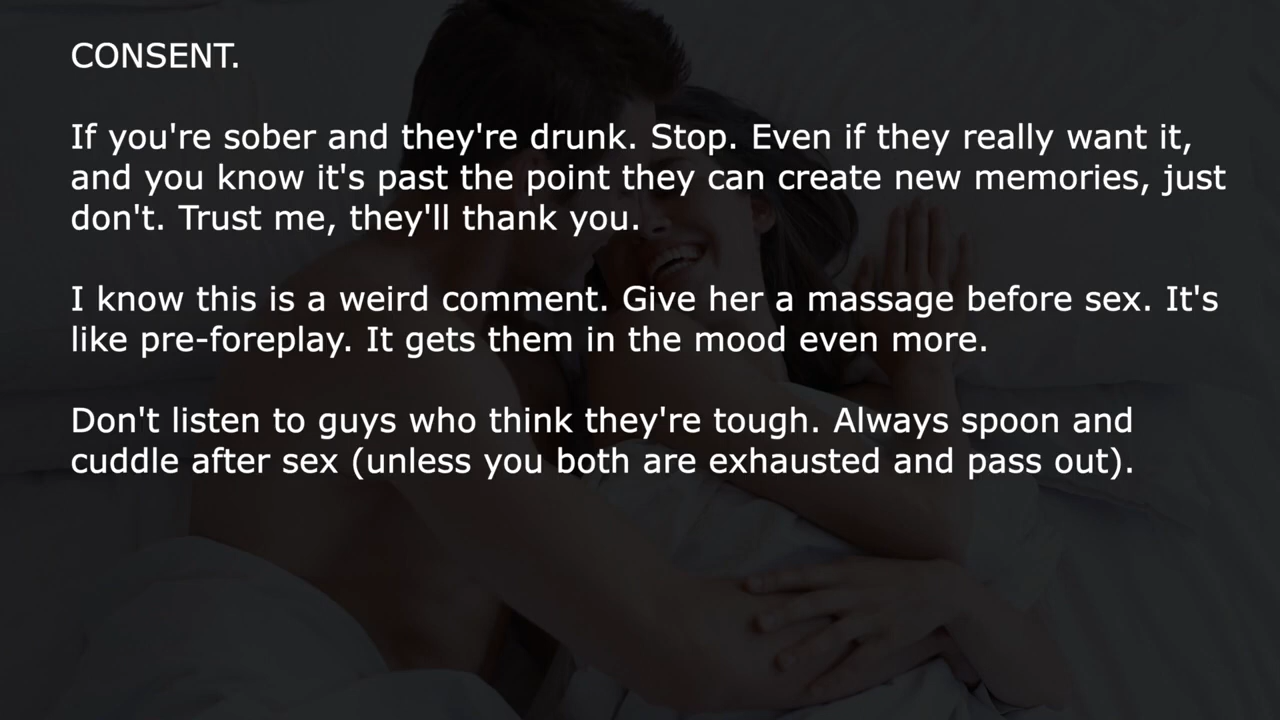 CONSENT.
If you're sober and they're drunk. Stop. Even if they really want it,
and you know it's past the point they can create new memories, just
don't. Trust me, they'll thank you.
I know this is a weird comment. Give her a massage before sex. It's
like pre-foreplay. It gets them in the mood even more.
Don't listen to guys who think they're tough. Always spoon and
cuddle after sex (unless you both are exhausted and pass out).